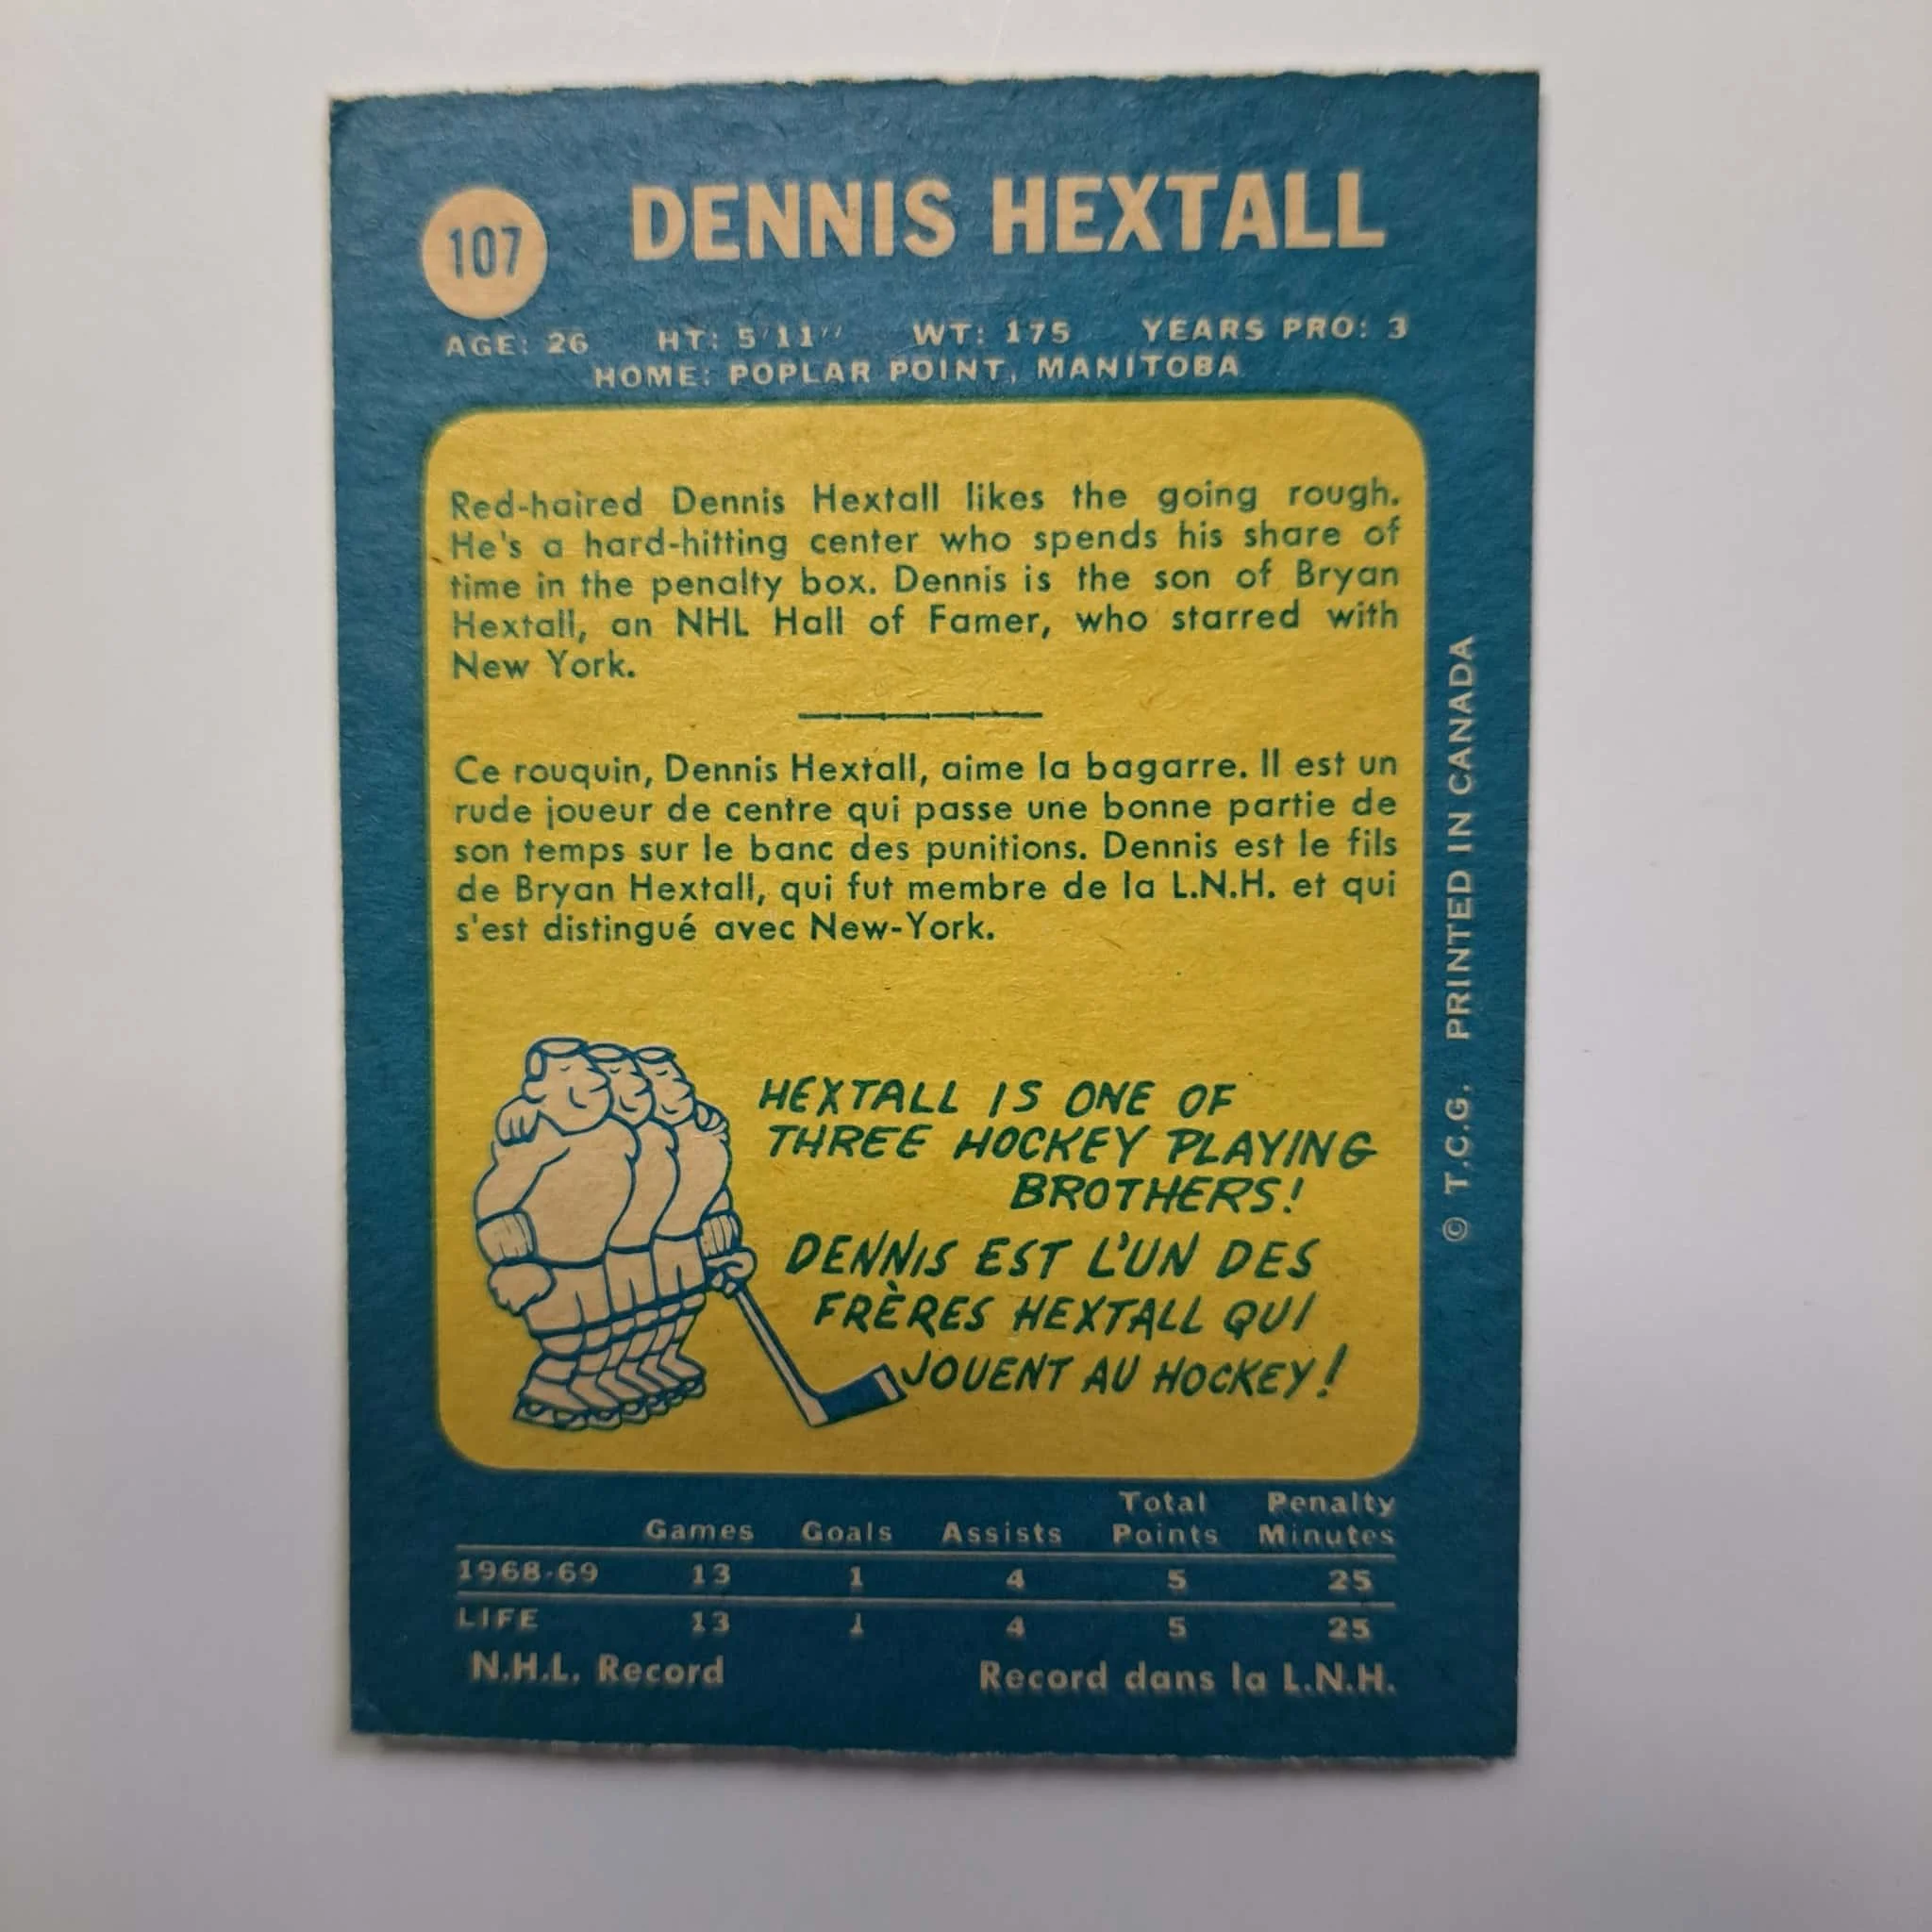 107
DENNIS HEXTALL
AGE: 26 HT: 5'11" WT: 175 YEARS PRO: 3
HOME: POPLAR POINT, MANITOBA
Red-haired Dennis Hextall likes the going rough.
He's a hard-hitting center who spends his share of
time in the penalty box. Dennis is the son of Bryan
Hextall, an NHL Hall of Famer, who starred with
New York.
Ce rouquin, Dennis Hextall, aime la bagarre. Il est un
rude joueur de centre qui passe une bonne partie de
son temps sur le banc des punitions. Dennis est le fils
de Bryan Hextall, qui fut membre de la L.N.H. et qui
s'est distingué avec New-York.
HEXTALL IS ONE OF
THREE HOCKEY PLAYING
BROTHERS!
DENNIS EST L'UN DES
FRÈRES HEXTALL QUI
JOUENT AU HOCKEY!
© T.C.G. PRINTED IN CANADA
Games Goals Assists Total Points Penalty Minutes
1968-69 13 1 4 5 25
LIFE 13 1 4 5 25
N.H.L. Record Record dans la L.N.H.